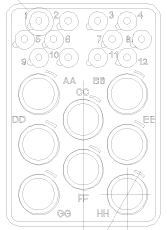 1 2 3 4
5 6 7 8
9 10 11 12
AA BB
CC
DD EE
FF
GG HH